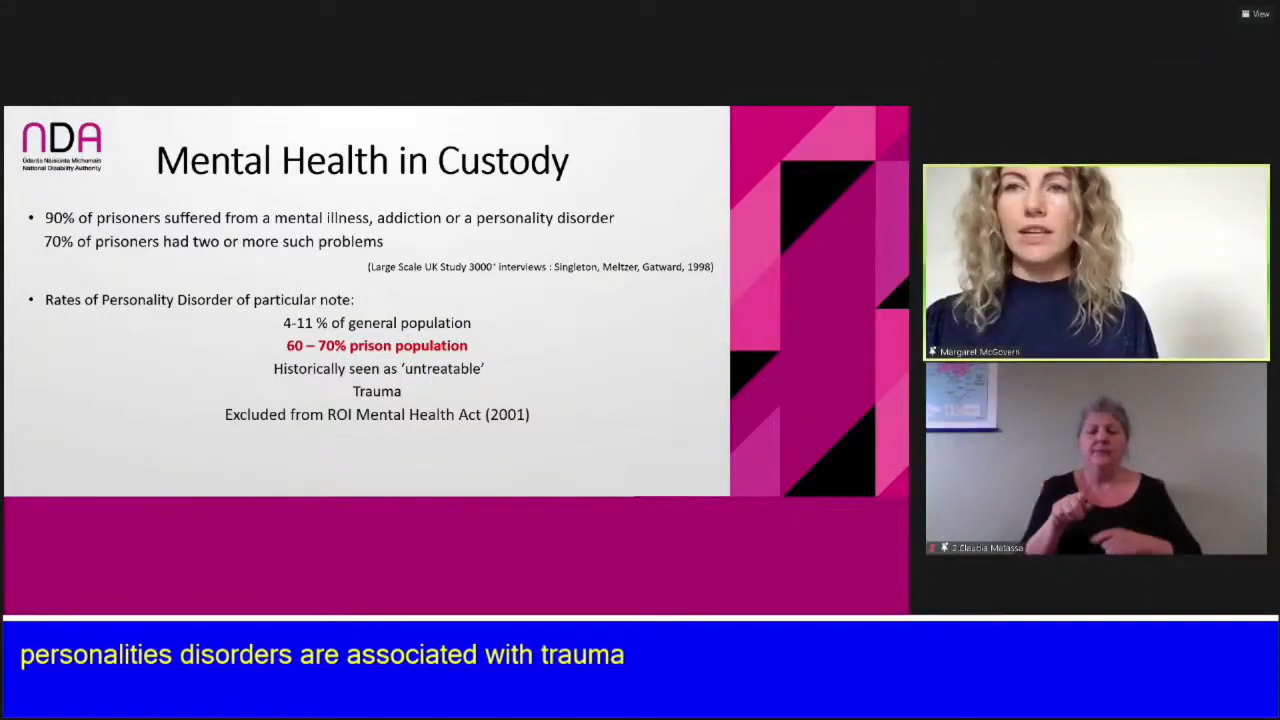 View
NDA
Údarás Náisiúnta Míchumais
National Disability Authority
Mental Health in Custody
• 90% of prisoners suffered from a mental illness, addiction or a personality disorder
70% of prisoners had two or more such problems
(Large Scale UK Study 3000⁺ interviews : Singleton, Meltzer, Gatward, 1998)
• Rates of Personality Disorder of particular note:
4-11 % of general population
60 – 70% prison population
Historically seen as ‘untreatable’
Trauma
Excluded from ROI Mental Health Act (2001)
Margaret McGovern
2.Claudia Matassa
personalities disorders are associated with trauma